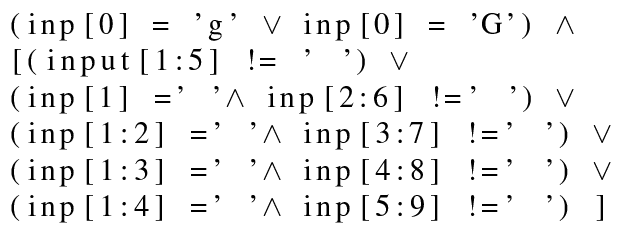 (inp[0] = 'g' ∨ inp[0] = 'G') ∧
[(input[1:5] != ' ') ∨
(inp[1] =' '∧ inp[2:6] !=' ') ∨
(inp[1:2] =' '∧ inp[3:7] !=' ') ∨
(inp[1:3] =' '∧ inp[4:8] !=' ') ∨
(inp[1:4] =' '∧ inp[5:9] !=' ') ]